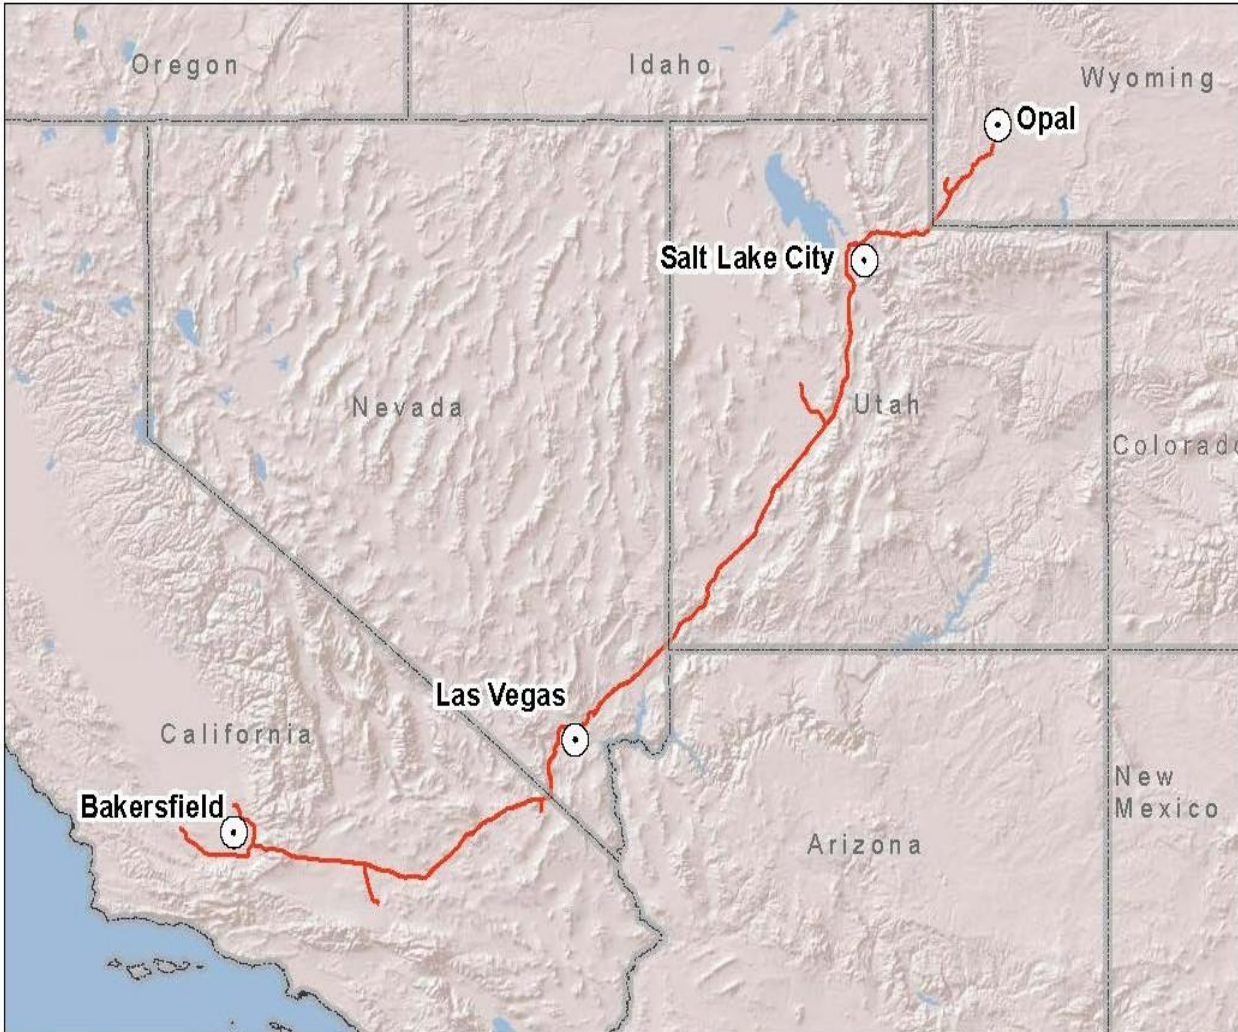 Oregon
Idaho
Wyoming
Opal
Salt Lake City
Nevada
Utah
Colorado
Las Vegas
California
Bakersfield
New
Mexico
Arizona